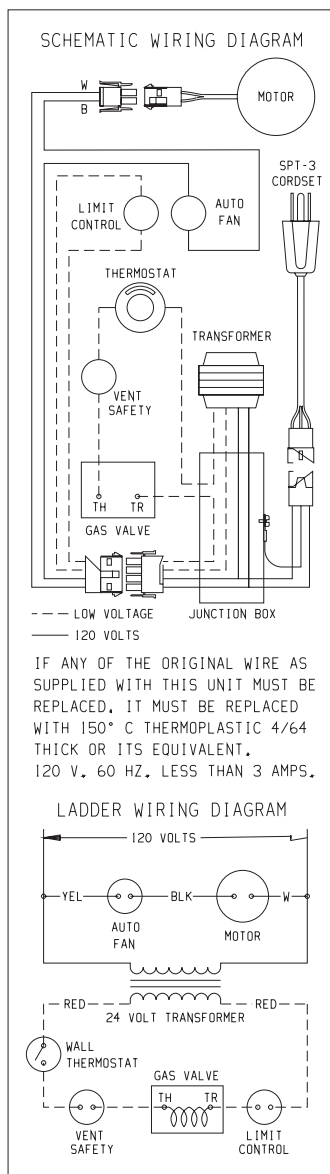 SCHEMATIC WIRING DIAGRAM
W
B
MOTOR
SPT-3
CORDSET
LIMIT
CONTROL
AUTO
FAN
THERMOSTAT
TRANSFORMER
VENT
SAFETY
TH TR
GAS VALVE
LOW VOLTAGE
JUNCTION BOX
120 VOLTS
IF ANY OF THE ORIGINAL WIRE AS
SUPPLIED WITH THIS UNIT MUST BE
REPLACED, IT MUST BE REPLACED
WITH 150° C THERMOPLASTIC 4/64
THICK OR ITS EQUIVALENT.
120 V. 60 HZ. LESS THAN 3 AMPS.
LADDER WIRING DIAGRAM
120 VOLTS
YEL
BLK
W
AUTO
FAN
MOTOR
RED
RED
24 VOLT TRANSFORMER
WALL
THERMOSTAT
GAS VALVE
TH TR
VENT
SAFETY
LIMIT
CONTROL